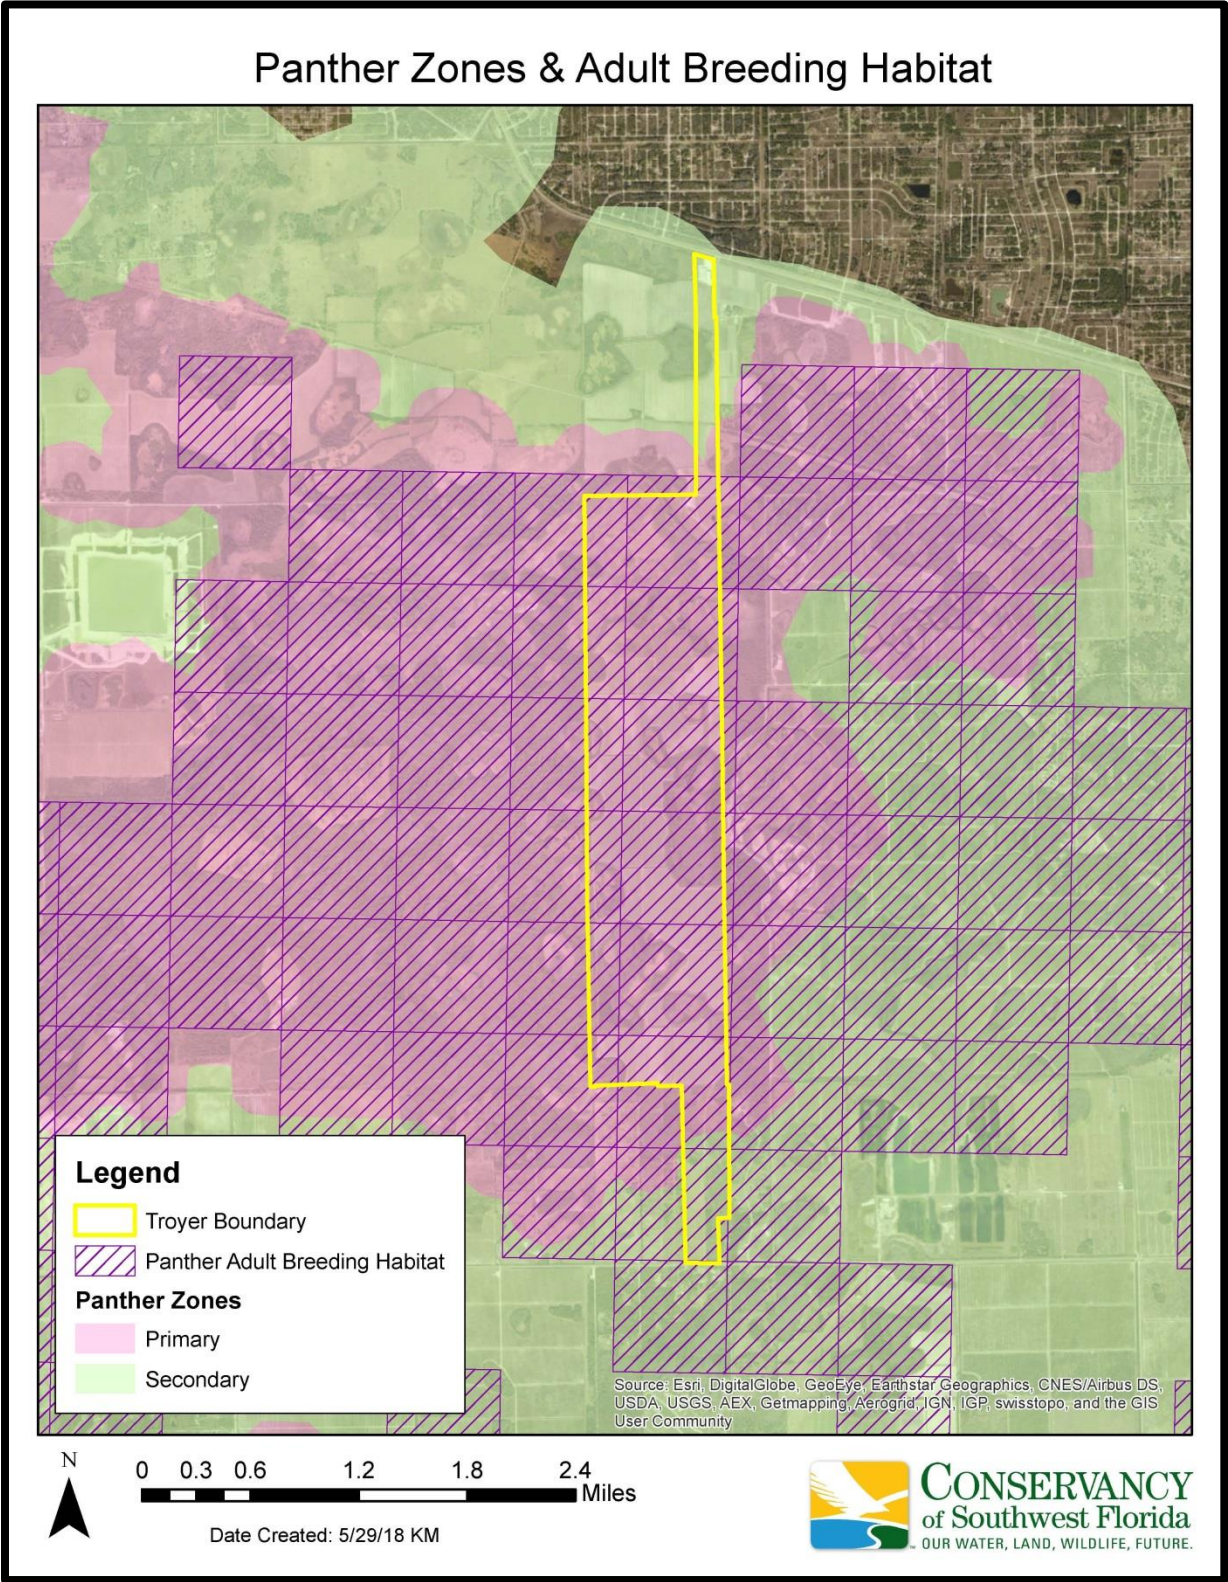 Panther Zones & Adult Breeding Habitat
Legend
Troyer Boundary
Panther Adult Breeding Habitat
Panther Zones
Primary
Secondary
Source: Esri, DigitalGlobe, GeoEye, Earthstar Geographics, CNES/Airbus DS,
USDA, USGS, AEX, Getmapping, Aerogrid, IGN, IGP, swisstopo, and the GIS
User Community
N
0 0.3 0.6 1.2 1.8 2.4
Miles
Date Created: 5/29/18 KM
CONSERVANCY
of Southwest Florida
OUR WATER, LAND, WILDLIFE, FUTURE.